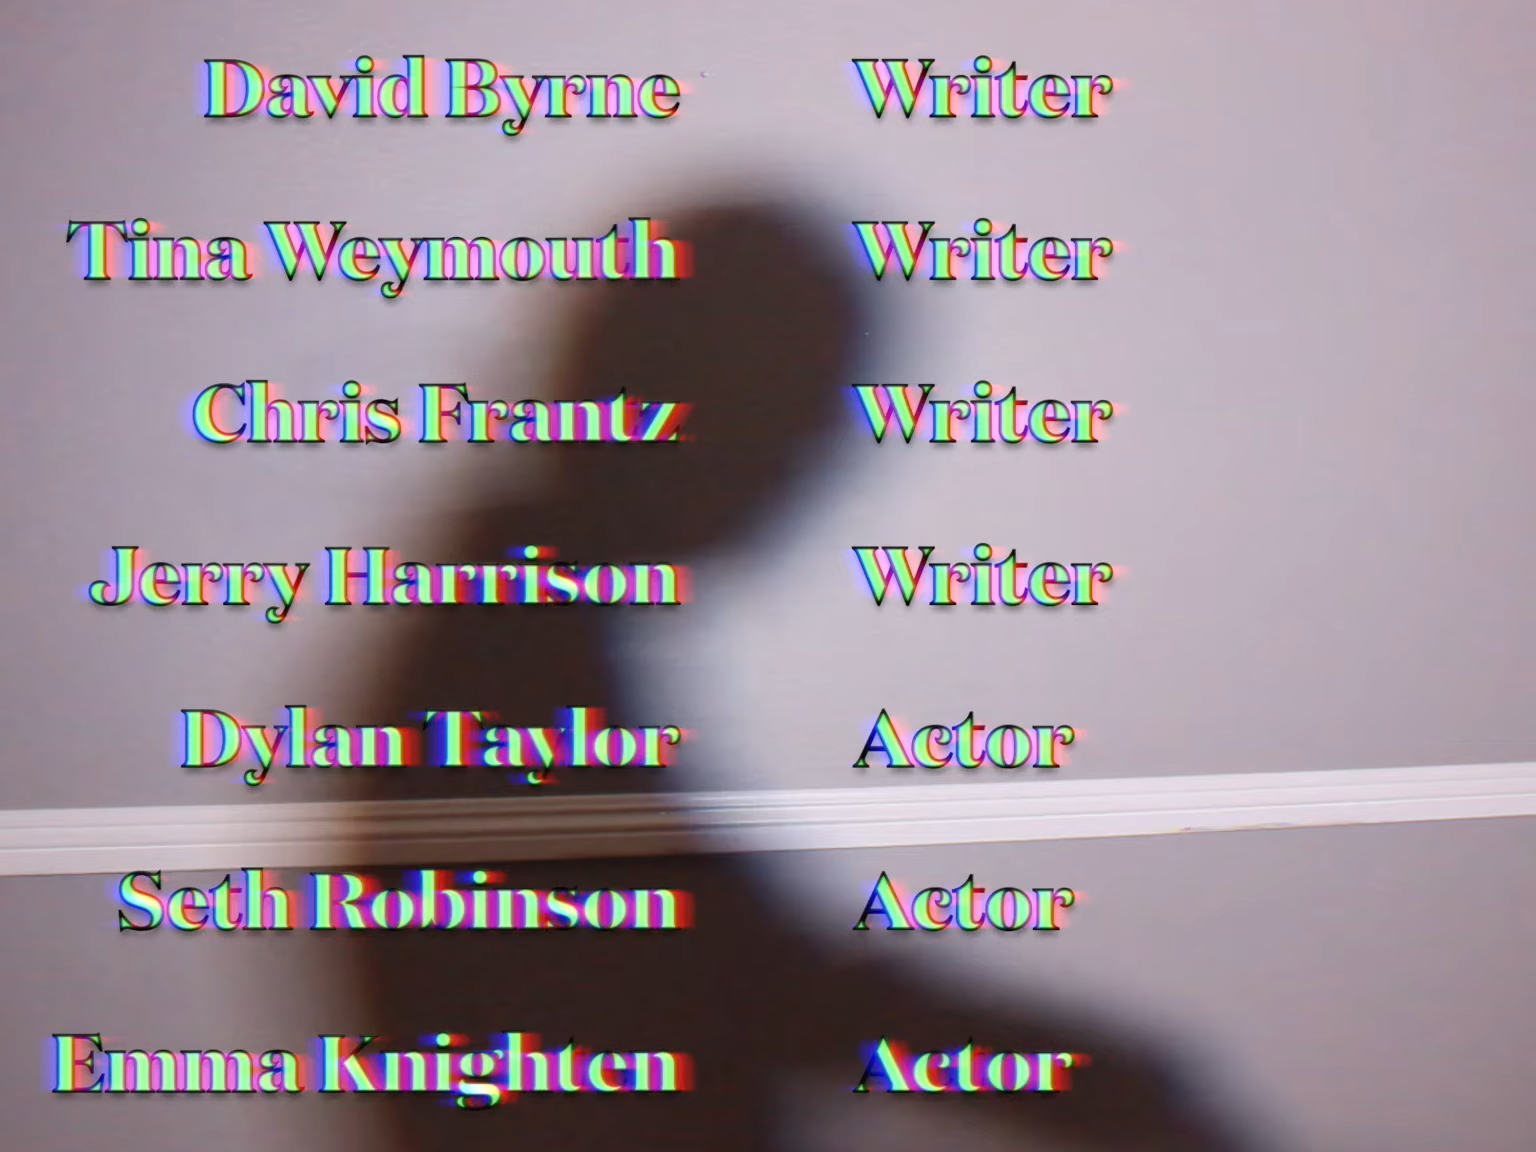 David Byrne Writer
Tina Weymouth Writer
Chris Frantz Writer
Jerry Harrison Writer
Dylan Taylor Actor
Seth Robinson Actor
Emma Knighten Actor